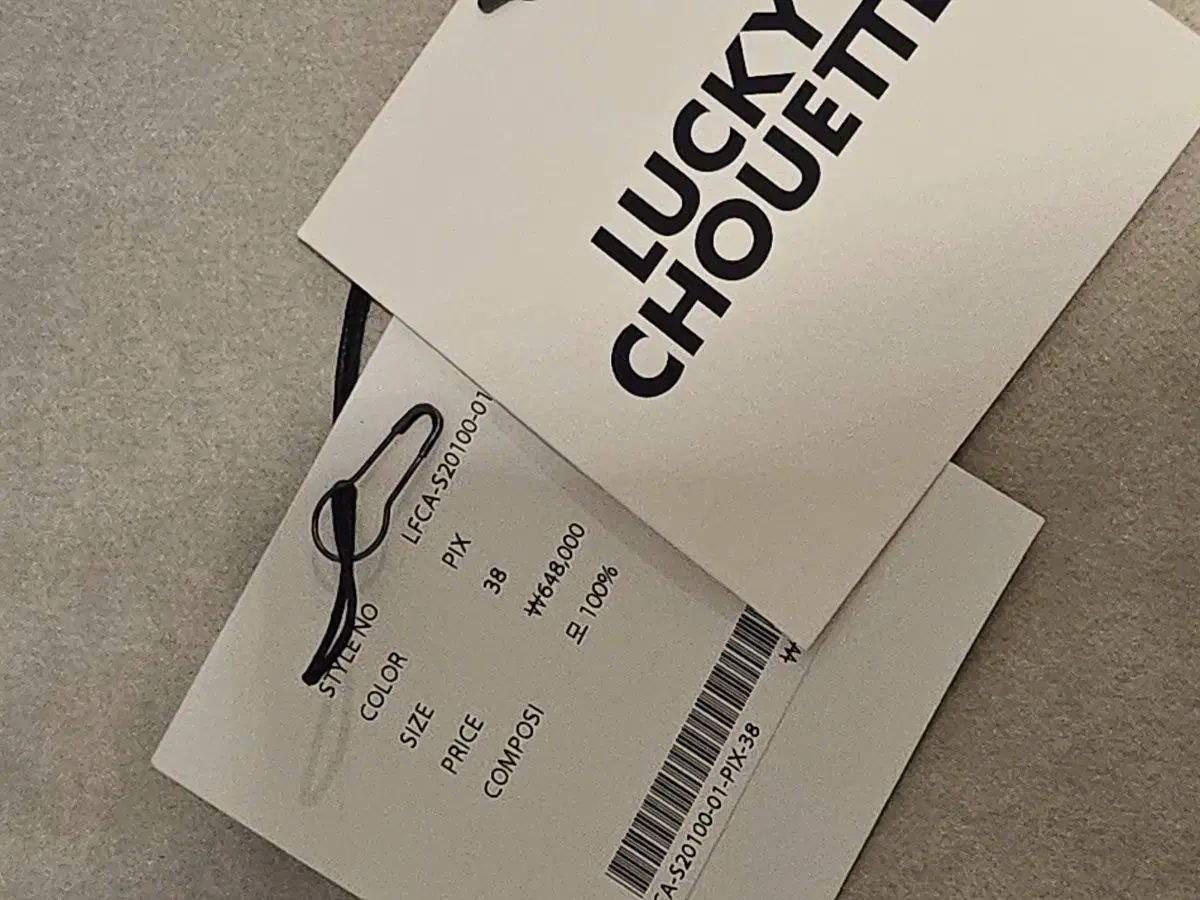 LUCKY
CHOUETTE
STYLE NO LFCA-S20100-01
COLOR PIX
SIZE 38
PRICE ₩648,000
COMPOSI 모 100%
₩
CA-S20100-01-PIX-38